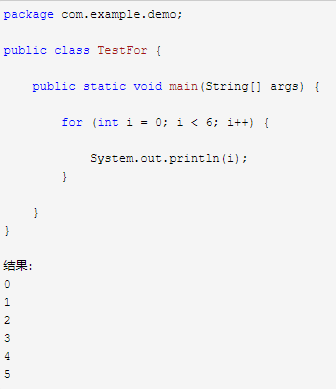 package com.example.demo;
public class TestFor {
public static void main(String[] args) {
for (int i = 0; i < 6; i++) {
System.out.println(i);
}
}
}
结果:
0
1
2
3
4
5